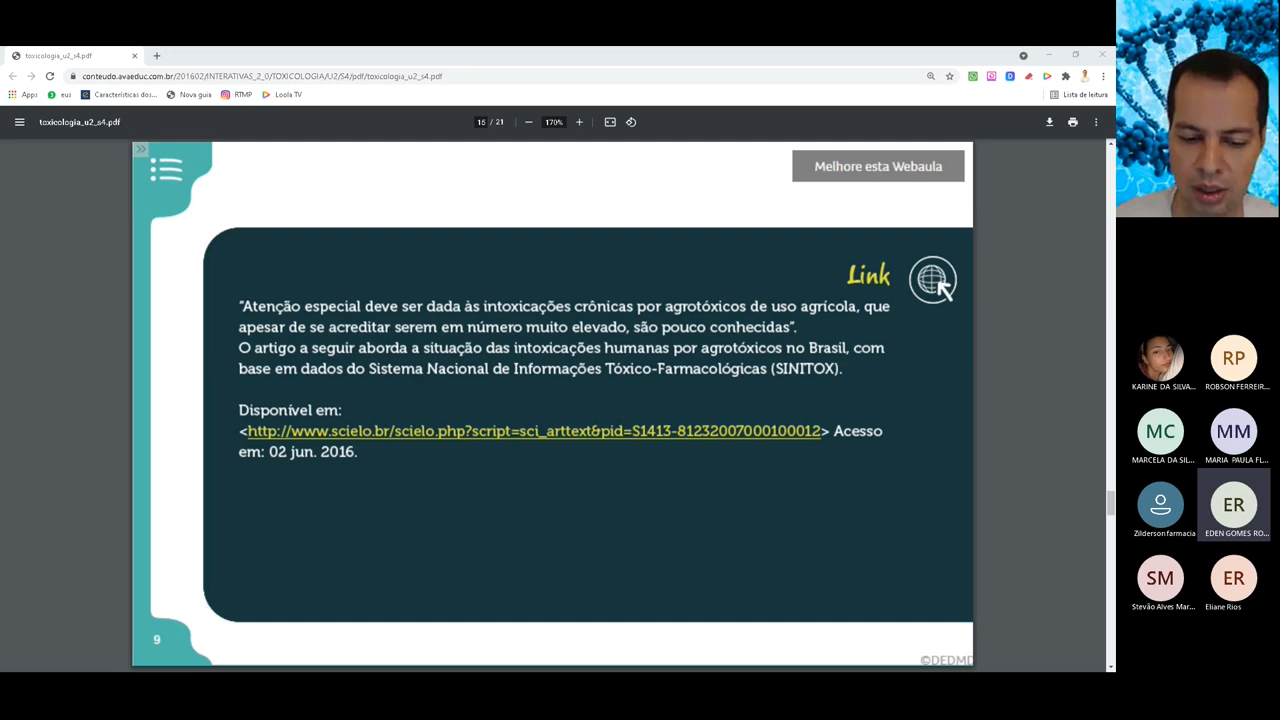 toxicologia_u2_s4.pdf
conteudo.avaeduc.com.br/201602/INTERATIVAS_2_0/TOXICOLOGIA/U2/S4/pdf/toxicologia_u2_s4.pdf
Apps
eus
Características dos...
Nova guia
RTMP
Loola TV
Lista de leitura
toxicologia_u2_s4.pdf
15 / 21
170%
Melhore esta Webaula
Link
"Atenção especial deve ser dada às intoxicações crônicas por agrotóxicos de uso agrícola, que
apesar de se acreditar serem em número muito elevado, são pouco conhecidas".
O artigo a seguir aborda a situação das intoxicações humanas por agrotóxicos no Brasil, com
base em dados do Sistema Nacional de Informações Tóxico-Farmacológicas (SINITOX).
Disponível em:
<http://www.scielo.br/scielo.php?script=sci_arttext&pid=S1413-81232007000100012> Acesso
em: 02 jun. 2016.
9
©DEDMD
KARINE DA SILVA...
RP
ROBSON FERREIR...
MC
MARCELA DA SIL...
MM
MARIA PAULA FL...
Zilderson farmacia
ER
EDEN GOMES RO...
SM
Stevão Alves Mar...
ER
Eliane Rios